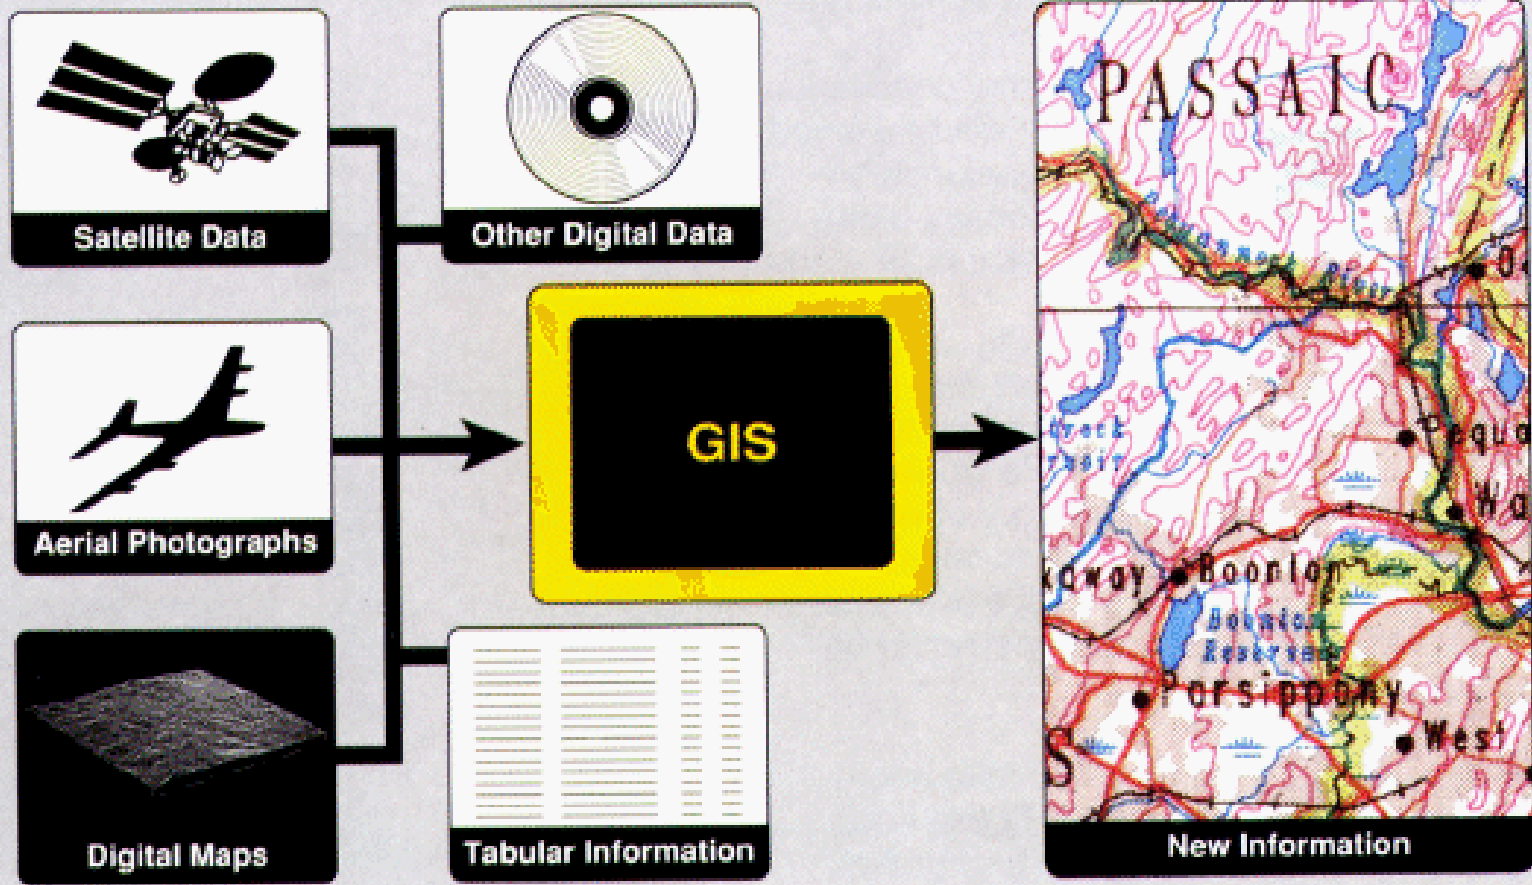 Satellite Data
Other Digital Data
Aerial Photographs
GIS
Digital Maps
Tabular Information
PASSAIC
Boonton
Parsippany
West
S
New Information